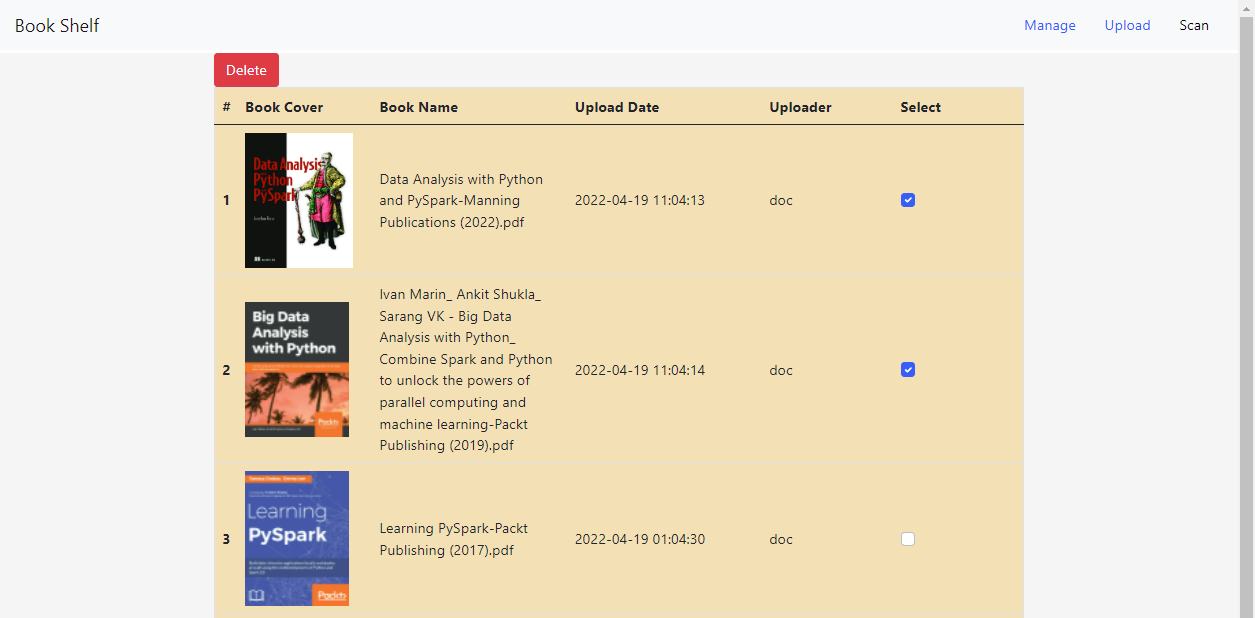 Book Shelf
Manage Upload Scan
Delete
# Book Cover Book Name Upload Date Uploader Select
Data Analysis
Python
PySpark
1
Data Analysis with Python
and PySpark-Manning
Publications (2022).pdf
2022-04-19 11:04:13
doc
Big Data
Analysis
with Python
Packt
2
Ivan Marin_ Ankit Shukla_
Sarang VK - Big Data
Analysis with Python_
Combine Spark and Python
to unlock the powers of
parallel computing and
machine learning-Packt
Publishing (2019).pdf
2022-04-19 11:04:14
doc
Learning
PySpark
Packt
3
Learning PySpark-Packt
Publishing (2017).pdf
2022-04-19 01:04:30
doc